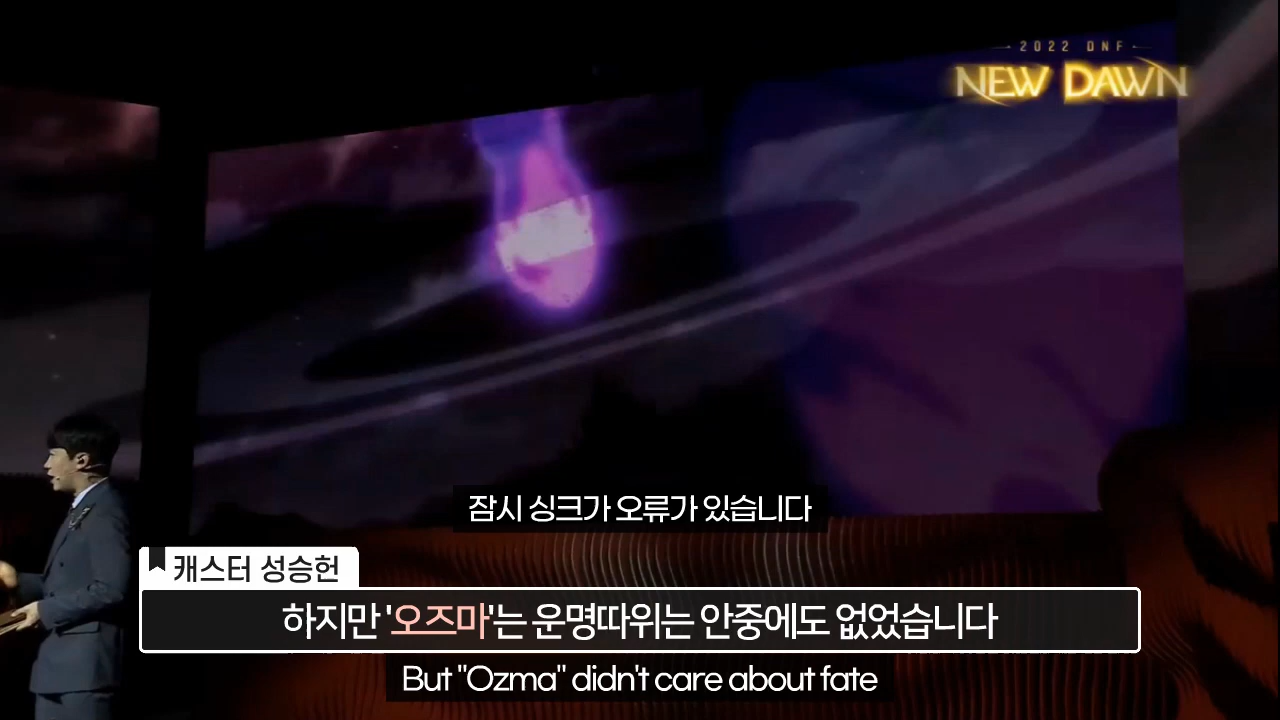 2022 DNF
NEW DAWN
잠시 싱크가 오류가 있습니다
캐스터 성승헌
하지만 '오즈마'는 운명따위는 안중에도 없었습니다
But "Ozma" didn't care about fate